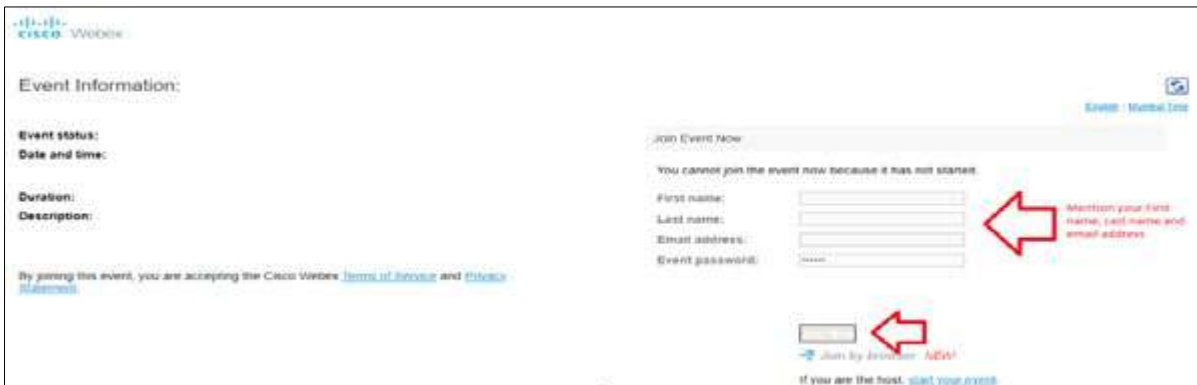 cisco Webex
Event Information:
English : Mumbai Time
Event status:
Date and time:
Duration:
Description:
By joining this event, you are accepting the Cisco Webex Terms of Service and Privacy
Statement.
Join Event Now
You cannot join the event now because it has not started.
First name:
Last name:
Email address:
Event password:
Mention your First
name, Last name and
email address
Join by browser NEW!
If you are the host, start your event.